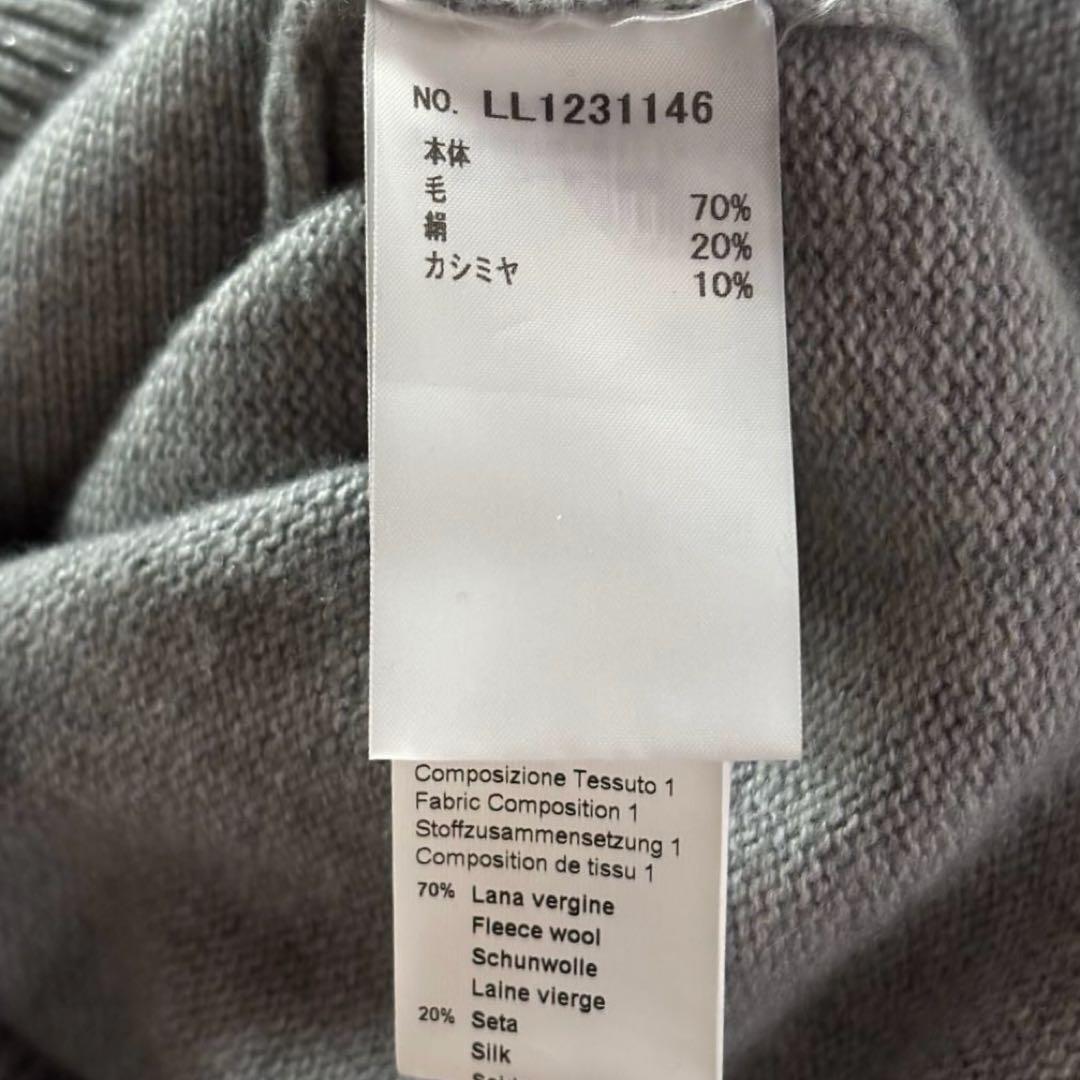 NO. LL1231146
本体
毛 70%
絹 20%
カシミヤ 10%
Composizione Tessuto 1
Fabric Composition 1
Stoffzusammensetzung 1
Composition de tissu 1
70% Lana vergine
Fleece wool
Schunwolle
Laine vierge
20% Seta
Silk